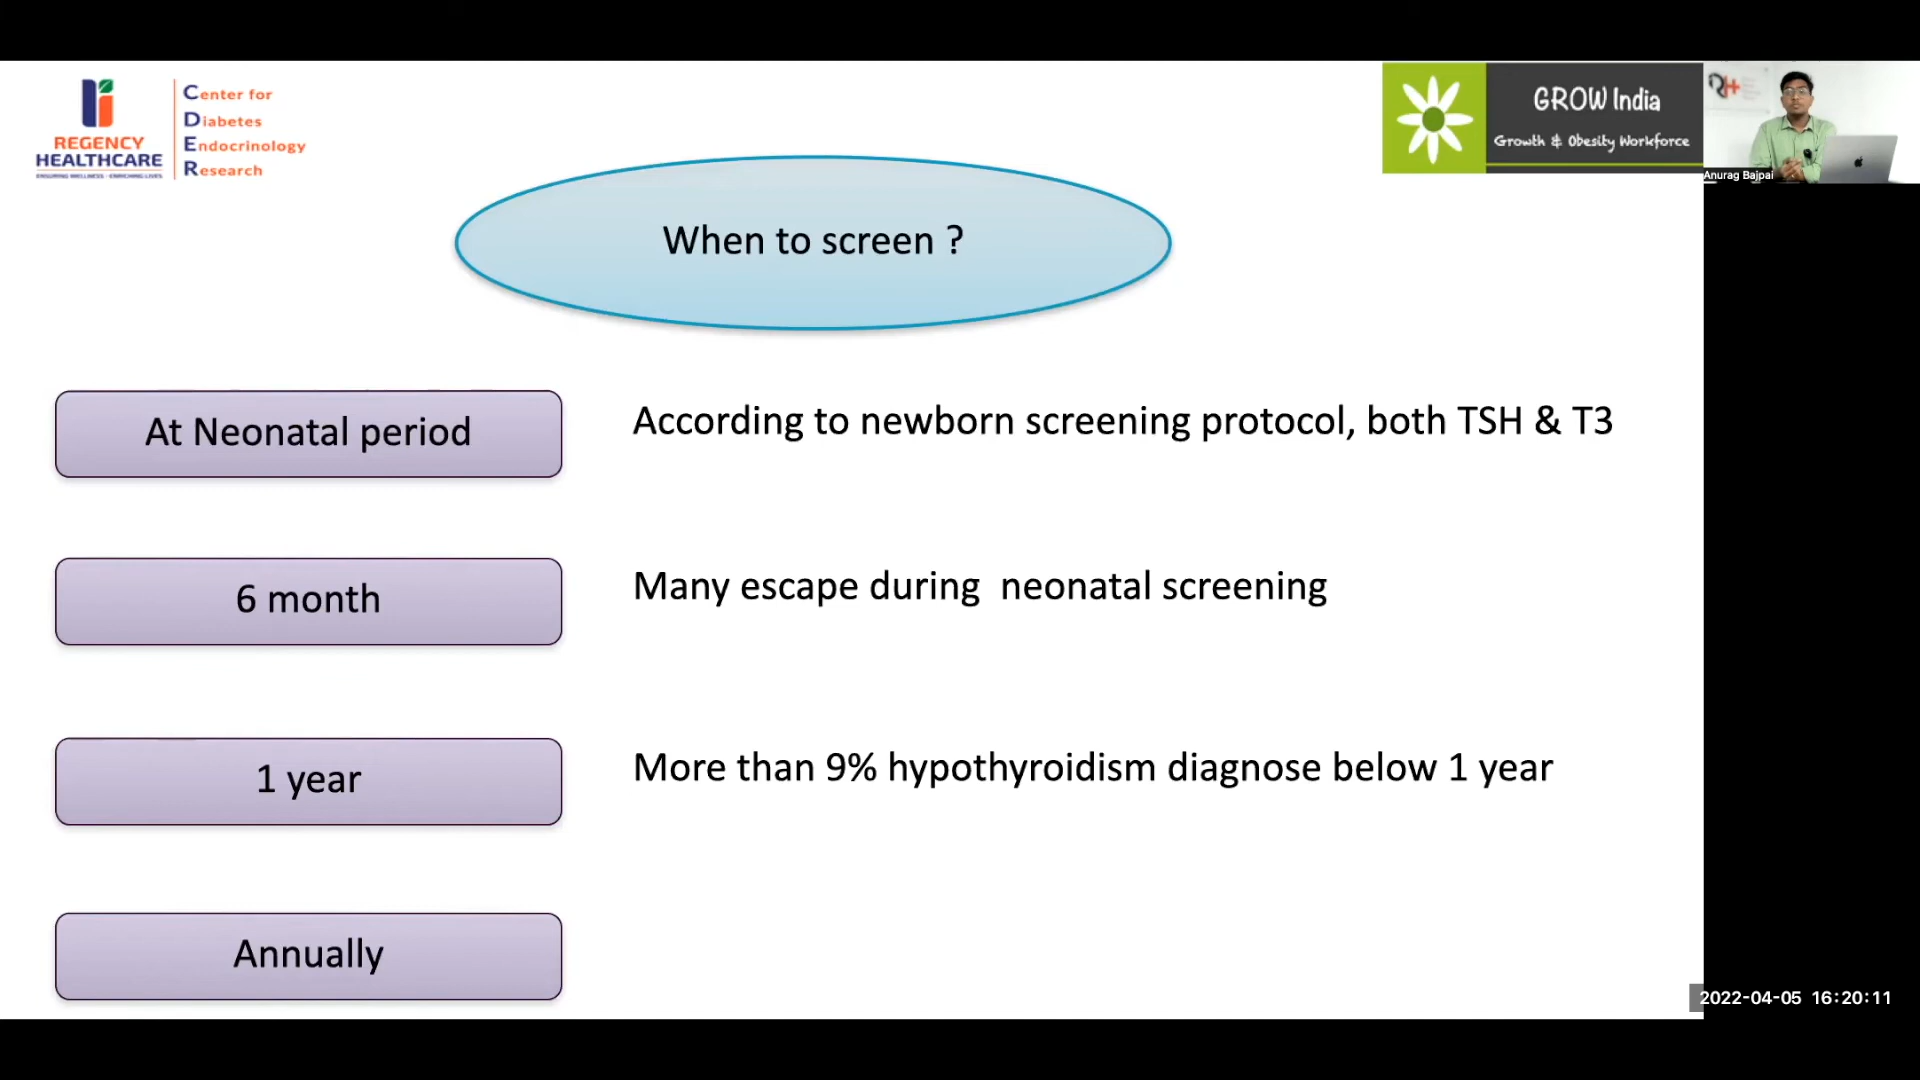 REGENCY
HEALTHCARE
ENSURING WELLNESS - ENRICHING LIVES
Center for
Diabetes
Endocrinology
Research
GROW India
Growth & Obesity Workforce
Anurag Bajpai
When to screen ?
At Neonatal period
According to newborn screening protocol, both TSH & T3
6 month
Many escape during neonatal screening
1 year
More than 9% hypothyroidism diagnose below 1 year
Annually
2022-04-05 16:20:11